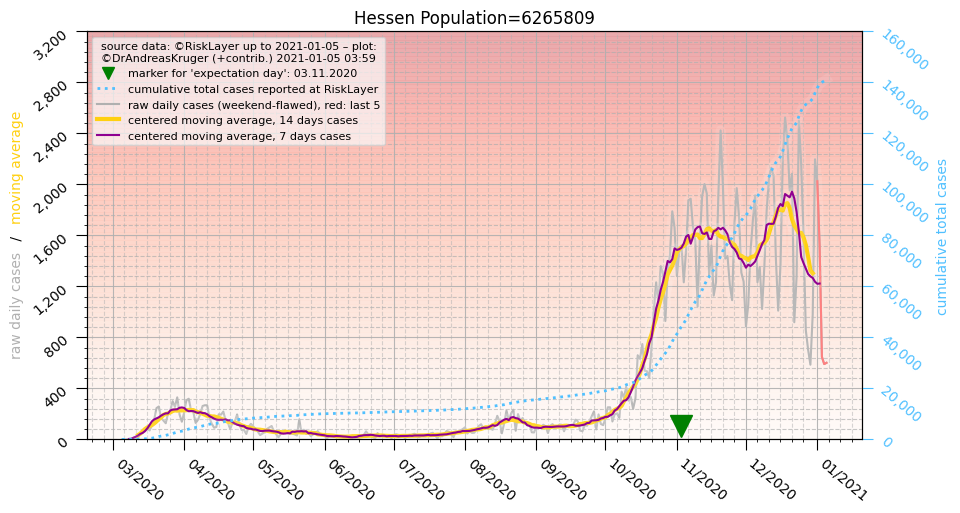 Hessen Population=6265809
source data: ©RiskLayer up to 2021-01-05 – plot:
©DrAndreasKruger (+contrib.) 2021-01-05 03:59
marker for 'expectation day': 03.11.2020
cumulative total cases reported at RiskLayer
raw daily cases (weekend-flawed), red: last 5
centered moving average, 14 days cases
centered moving average, 7 days cases
raw daily cases / moving average
3,200
2,800
2,400
2,000
1,600
1,200
800
400
0
160,000
140,000
120,000
100,000
80,000
60,000
40,000
20,000
0
cumulative total cases
03/2020
04/2020
05/2020
06/2020
07/2020
08/2020
09/2020
10/2020
11/2020
12/2020
01/2021